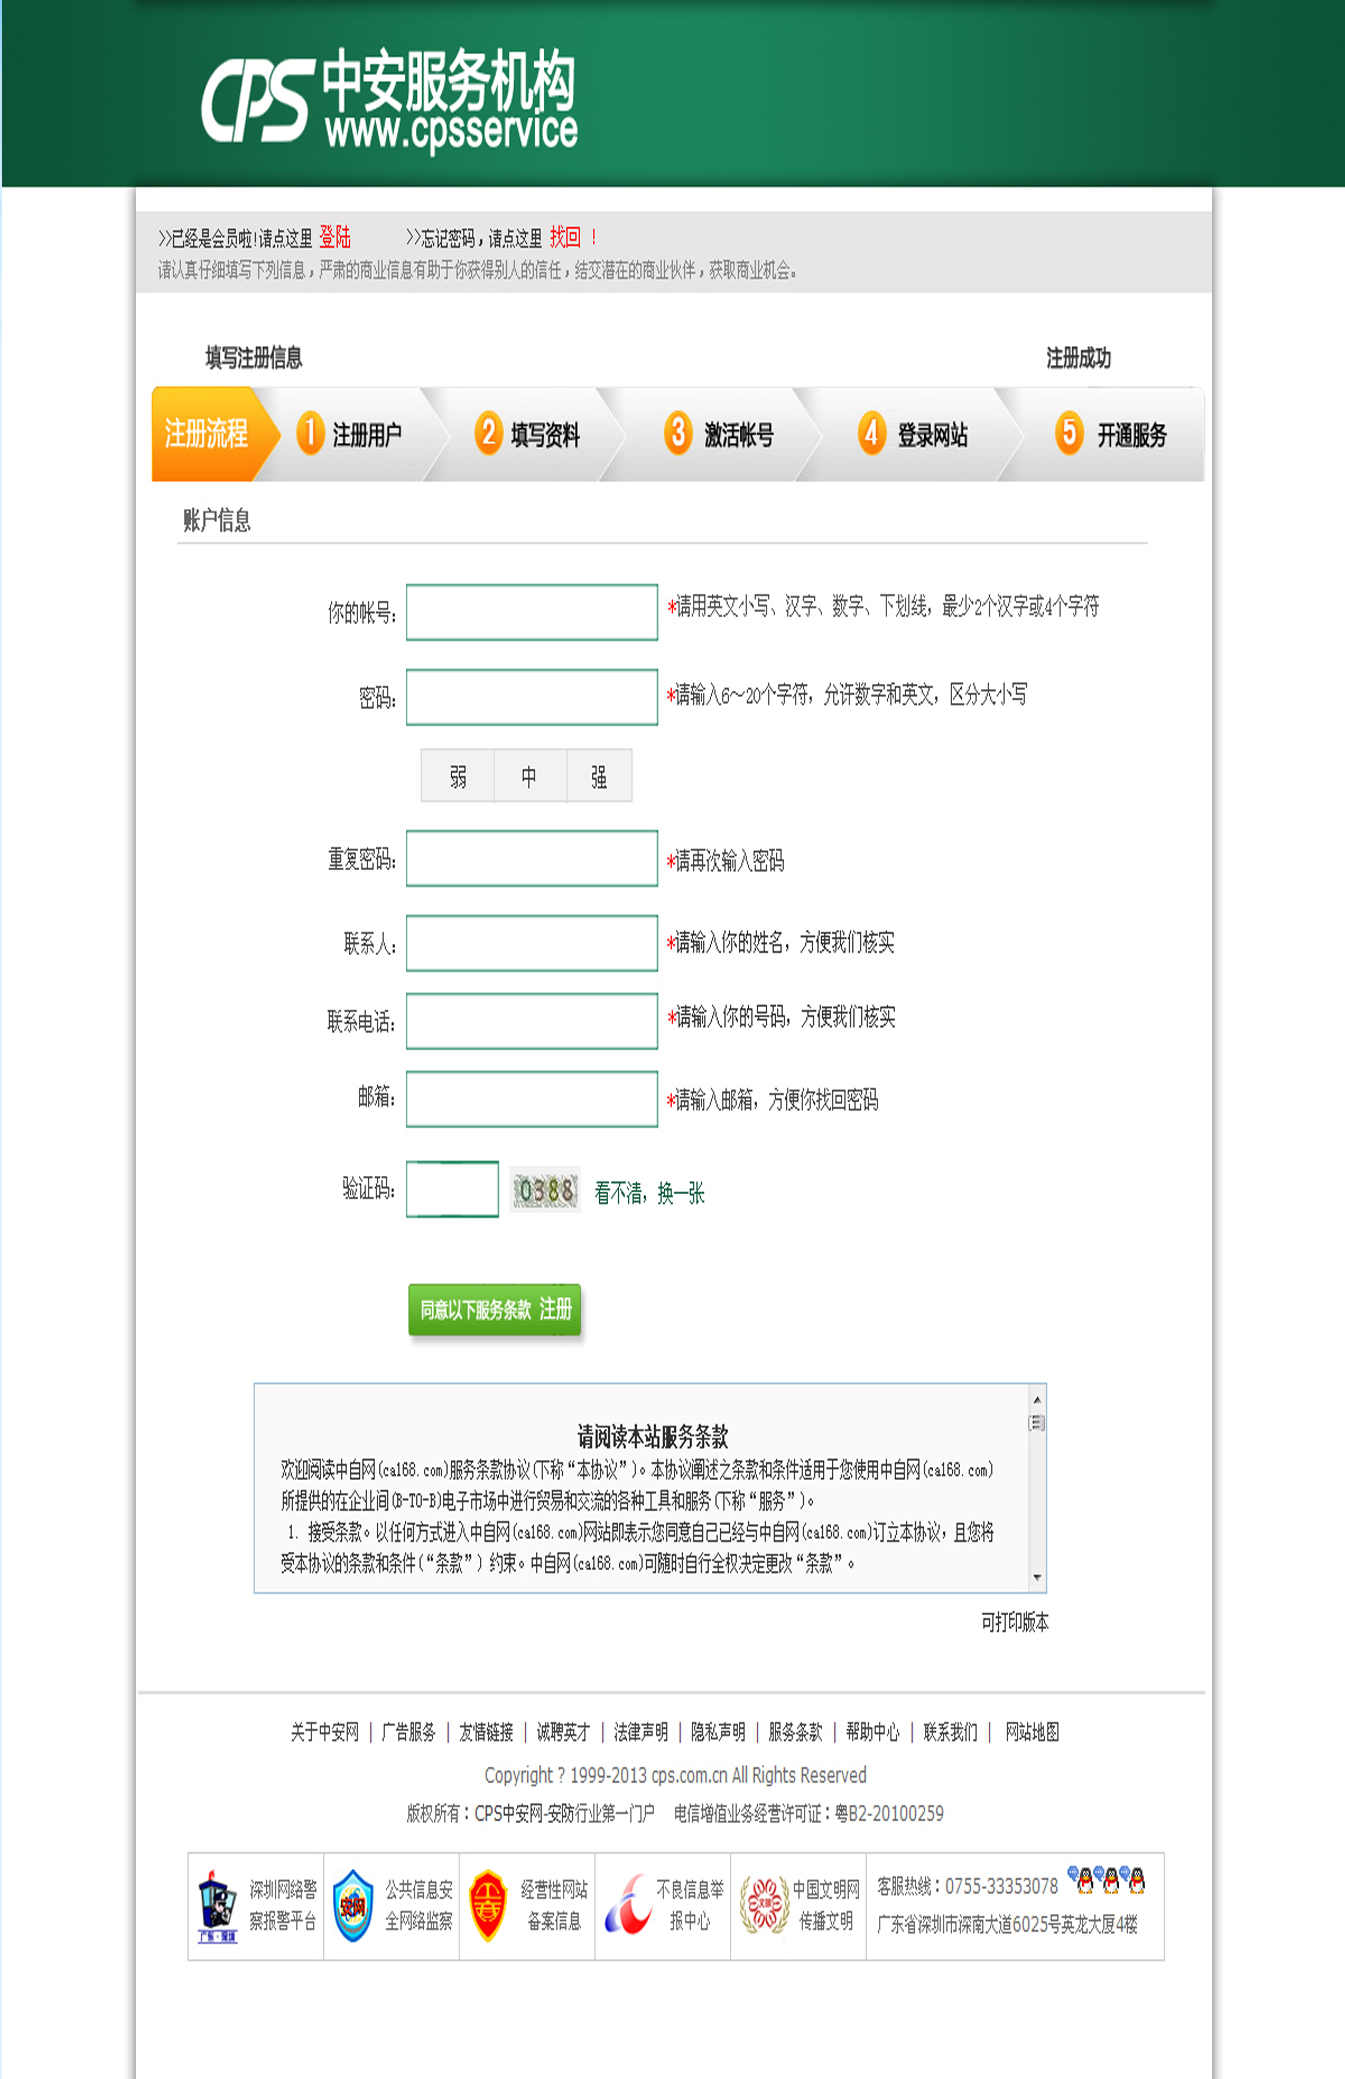 CPS 中安服务机构
www.cpsservice
>>已经是会员啦!请点这里 登陆 >>忘记密码，请点这里 找回 ！
请认真仔细填写下列信息，严肃的商业信息有助于你获得别人的信任，结交潜在的商业伙伴，获取商业机会。
填写注册信息 注册成功
注册流程 1 注册用户 2 填写资料 3 激活帐号 4 登录网站 5 开通服务
账户信息
你的帐号: *请用英文小写、汉字、数字、下划线，最少2个汉字或4个字符
密码: *请输入6～20个字符，允许数字和英文，区分大小写
弱 中 强
重复密码: *请再次输入密码
联系人: *请输入你的姓名，方便我们核实
联系电话: *请输入你的号码，方便我们核实
邮箱: *请输入邮箱，方便你找回密码
验证码: 0388 看不清，换一张
同意以下服务条款 注册
请阅读本站服务条款
欢迎阅读中自网(ca168.com)服务条款协议(下称“本协议”)。本协议阐述之条款和条件适用于您使用中自网(ca168.com)
所提供的在企业间(B-TO-B)电子市场中进行贸易和交流的各种工具和服务(下称“服务”)。
1. 接受条款。以任何方式进入中自网(ca168.com)网站即表示您同意自己已经与中自网(ca168.com)订立本协议，且您将
受本协议的条款和条件(“条款”) 约束。中自网(ca168.com)可随时自行全权决定更改“条款”。
可打印版本
关于中安网 | 广告服务 | 友情链接 | 诚聘英才 | 法律声明 | 隐私声明 | 服务条款 | 帮助中心 | 联系我们 | 网站地图
Copyright ? 1999-2013 cps.com.cn All Rights Reserved
版权所有：CPS中安网-安防行业第一门户 电信增值业务经营许可证：粤B2-20100259
深圳网络警
察报警平台
广东·深圳
公共信息安
全网络监察
安网
经营性网站
备案信息
不良信息举
报中心
中国文明网
传播文明
文明
客服热线：0755-33353078
广东省深圳市深南大道6025号英龙大厦4楼